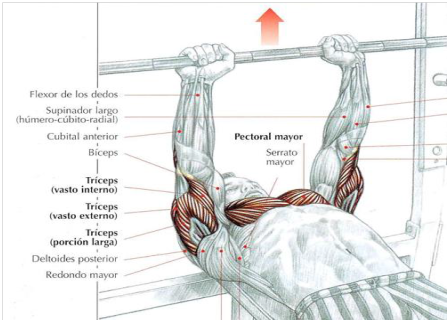 Flexor de los dedos
Supinador largo
(húmero-cúbito-radial)
Cubital anterior
Bíceps
Tríceps
(vasto interno)
Tríceps
(vasto externo)
Tríceps
(porción larga)
Deltoides posterior
Redondo mayor
Pectoral mayor
Serrato
mayor